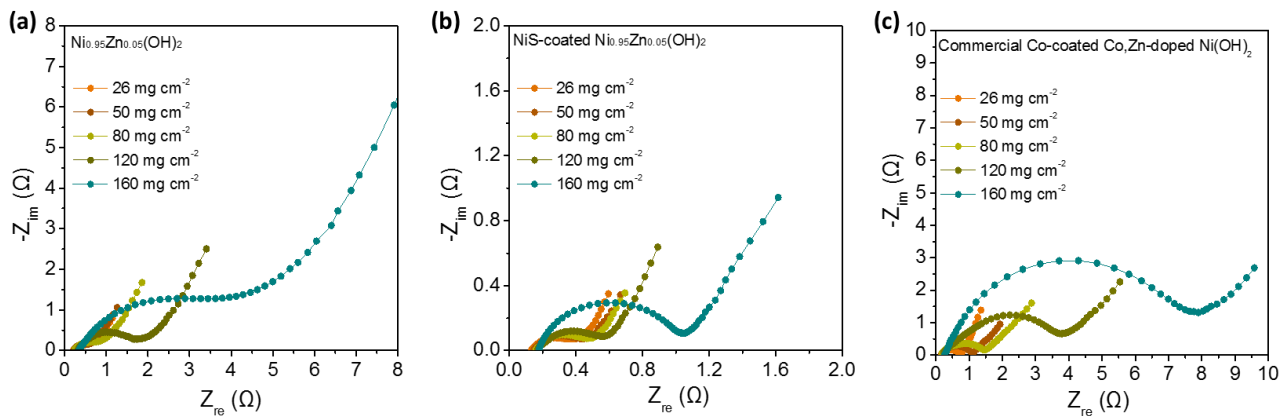 (a)
Ni0.95Zn0.05(OH)2
26 mg cm-2
50 mg cm-2
80 mg cm-2
120 mg cm-2
160 mg cm-2
8
7
6
5
4
3
2
1
0
-Zim (Ω)
0 1 2 3 4 5 6 7 8
Zre (Ω)
(b)
NiS-coated Ni0.95Zn0.05(OH)2
26 mg cm-2
50 mg cm-2
80 mg cm-2
120 mg cm-2
160 mg cm-2
2.0
1.6
1.2
0.8
0.4
0.0
-Zim (Ω)
0.0 0.4 0.8 1.2 1.6 2.0
Zre (Ω)
(c)
Commercial Co-coated Co,Zn-doped Ni(OH)2
26 mg cm-2
50 mg cm-2
80 mg cm-2
120 mg cm-2
160 mg cm-2
10
9
8
7
6
5
4
3
2
1
0
-Zim (Ω)
0 1 2 3 4 5 6 7 8 9 10
Zre (Ω)